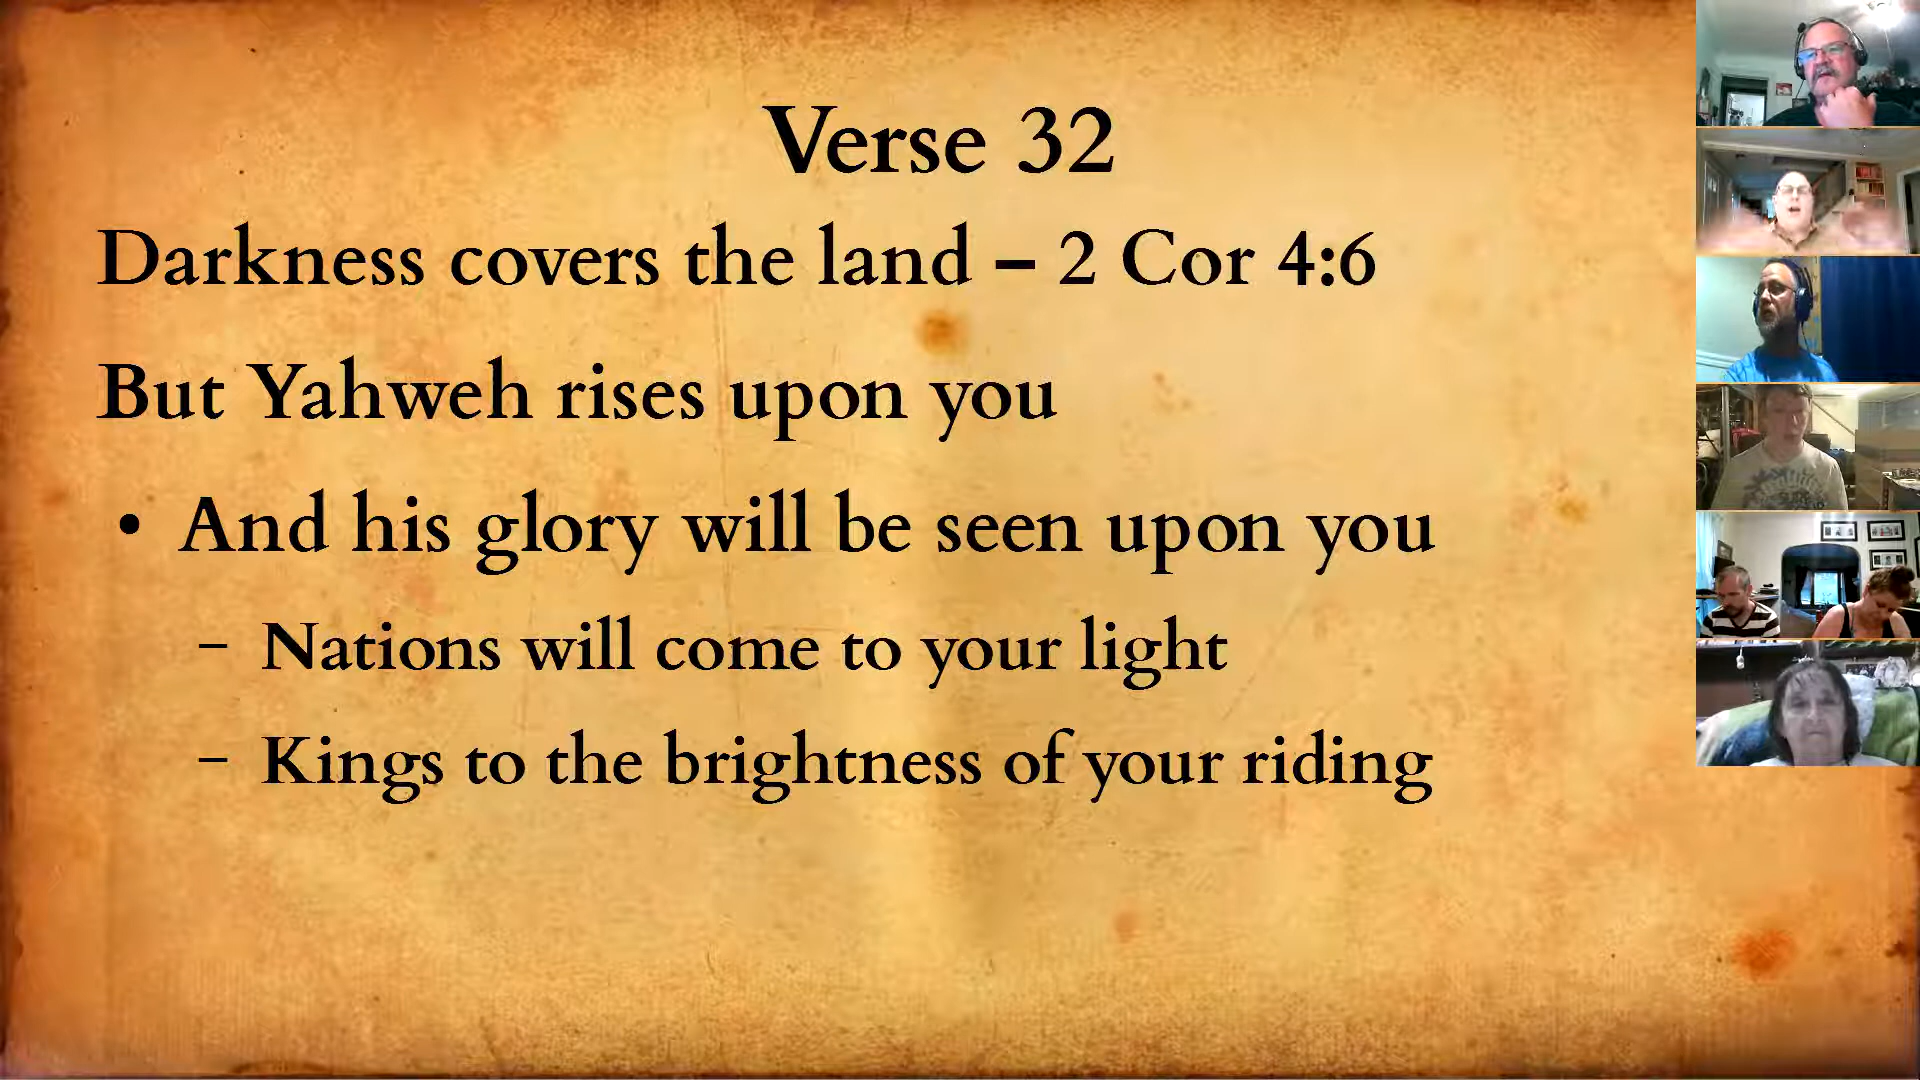 Verse 32
Darkness covers the land – 2 Cor 4:6
But Yahweh rises upon you
• And his glory will be seen upon you
– Nations will come to your light
– Kings to the brightness of your riding